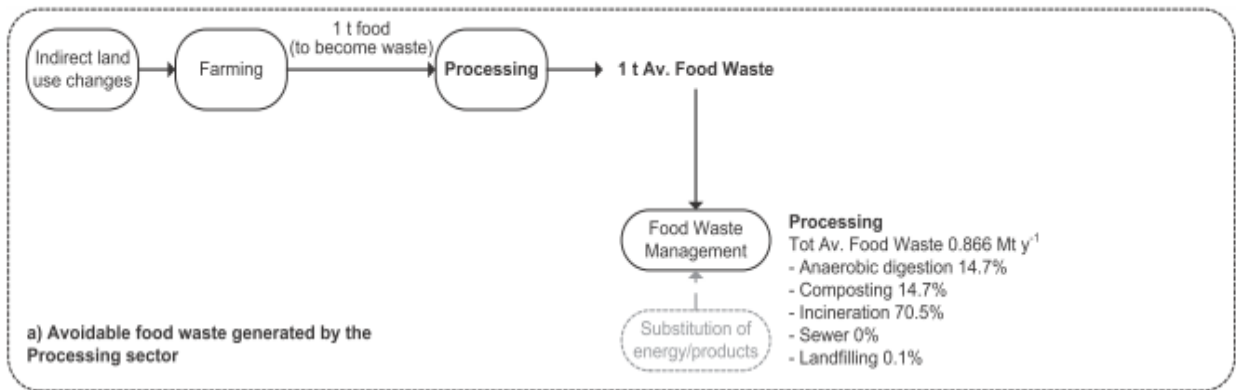 1 t food
(to become waste)
Indirect land
use changes
Farming
Processing
1 t Av. Food Waste
Food Waste
Management
Processing
Tot Av. Food Waste 0.866 Mt y⁻¹
- Anaerobic digestion 14.7%
- Composting 14.7%
- Incineration 70.5%
- Sewer 0%
- Landfilling 0.1%
Substitution of
energy/products
a) Avoidable food waste generated by the
Processing sector